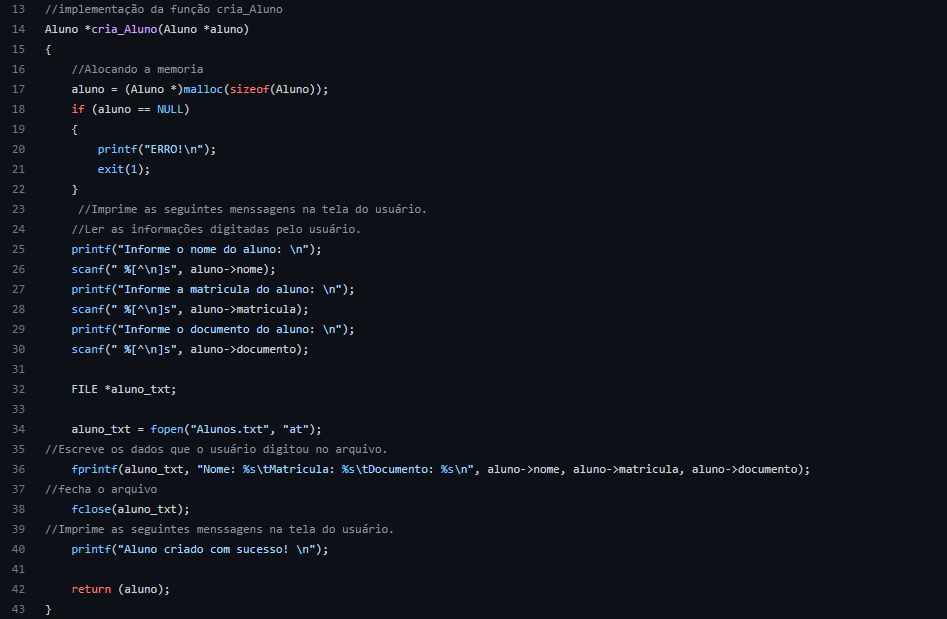 13 //implementação da função cria_Aluno
14 Aluno *cria_Aluno(Aluno *aluno)
15 {
16     //Alocando a memoria
17     aluno = (Aluno *)malloc(sizeof(Aluno));
18     if (aluno == NULL)
19     {
20         printf("ERRO!\n");
21         exit(1);
22     }
23      //Imprime as seguintes menssagens na tela do usuário.
24     //Ler as informações digitadas pelo usuário.
25     printf("Informe o nome do aluno: \n");
26     scanf(" %[^\n]s", aluno->nome);
27     printf("Informe a matricula do aluno: \n");
28     scanf(" %[^\n]s", aluno->matricula);
29     printf("Informe o documento do aluno: \n");
30     scanf(" %[^\n]s", aluno->documento);
31
32     FILE *aluno_txt;
33
34     aluno_txt = fopen("Alunos.txt", "at");
35 //Escreve os dados que o usuário digitou no arquivo.
36     fprintf(aluno_txt, "Nome: %s\tMatricula: %s\tDocumento: %s\n", aluno->nome, aluno->matricula, aluno->documento);
37 //fecha o arquivo
38     fclose(aluno_txt);
39 //Imprime as seguintes menssagens na tela do usuário.
40     printf("Aluno criado com sucesso! \n");
41
42     return (aluno);
43 }